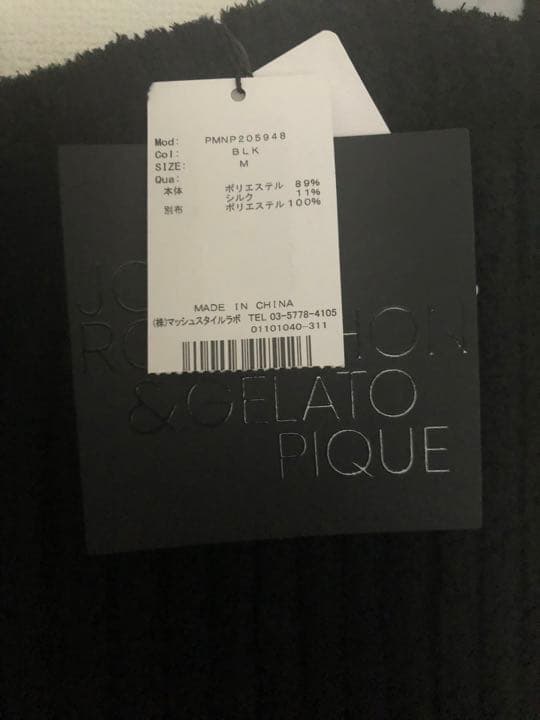 Mod: PMNP205948
Col: BLK
SIZE: M
Qua:
本体 ポリエステル 89%
シルク 11%
別布 ポリエステル100%
MADE IN CHINA
(株)マッシュスタイルラボ TEL 03-5778-4105
01101040-311
&GELATO
PIQUE